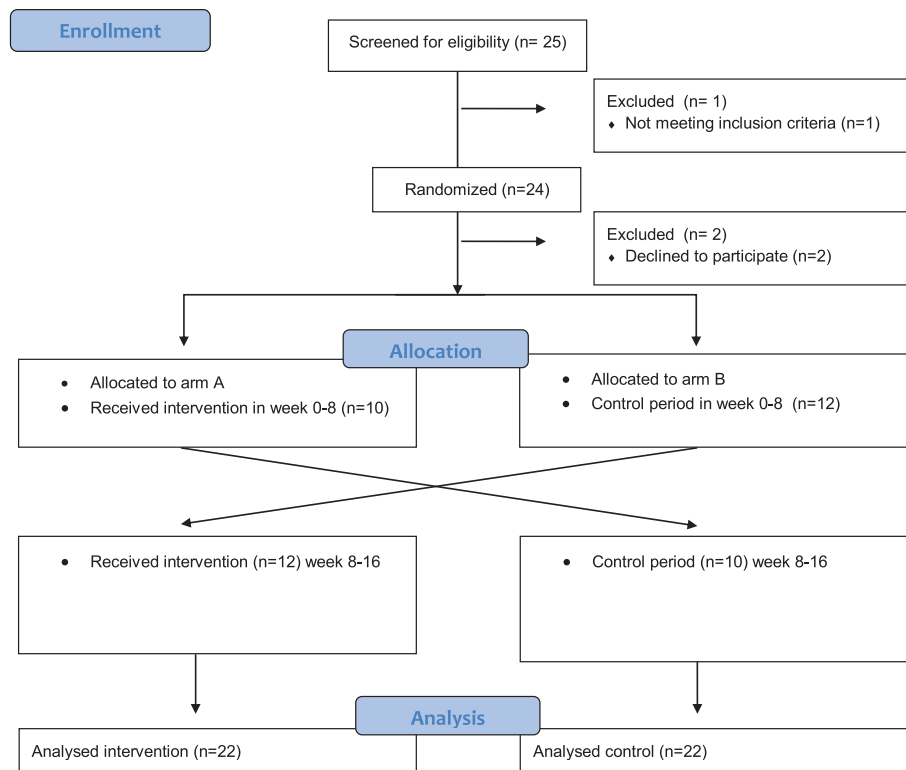 Enrollment
Screened for eligibility (n= 25)
Excluded  (n= 1)
♦ Not meeting inclusion criteria (n=1)
Randomized (n=24)
Excluded  (n= 2)
♦ Declined to participate (n=2)
Allocation
• Allocated to arm A
• Received intervention in week 0-8 (n=10)
• Allocated to arm B
• Control period in week 0-8  (n=12)
• Received intervention (n=12) week 8-16
• Control period (n=10) week 8-16
Analysis
Analysed intervention (n=22)
Analysed control (n=22)